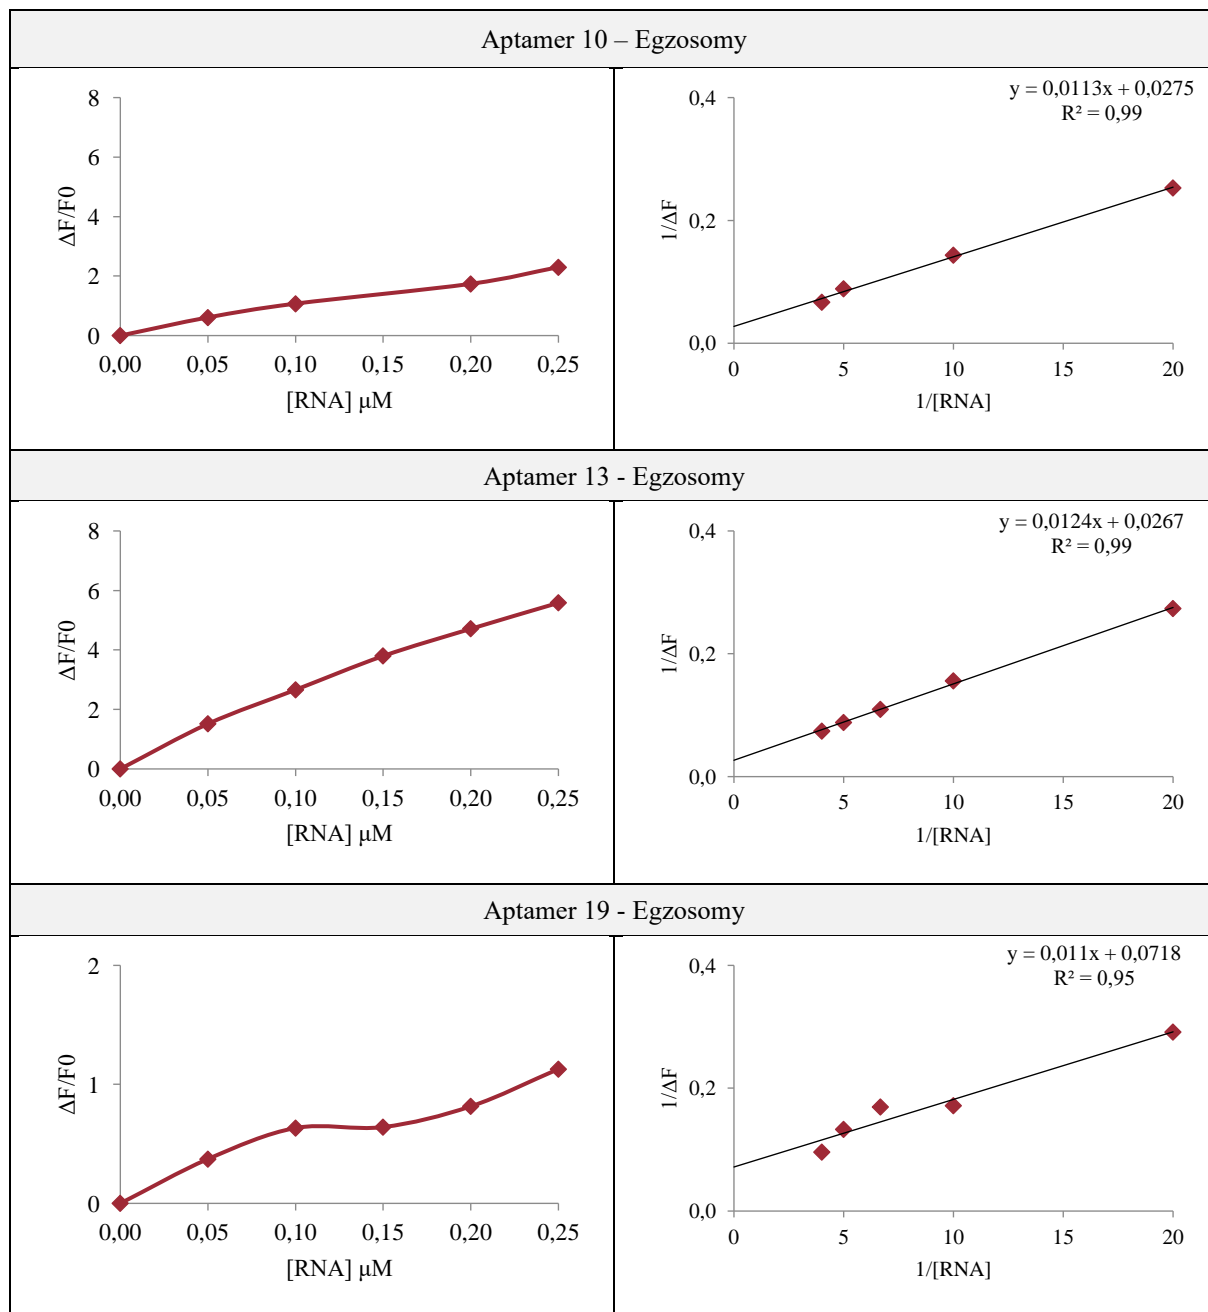 Aptamer 10 – Egzosomy
8
6
4
2
0
ΔF/F0
0,00 0,05 0,10 0,15 0,20 0,25
[RNA] μM
y = 0,0113x + 0,0275
R² = 0,99
0,4
0,2
0,0
1/ΔF
0 5 10 15 20
1/[RNA]
Aptamer 13 - Egzosomy
8
6
4
2
0
ΔF/F0
0,00 0,05 0,10 0,15 0,20 0,25
[RNA] μM
y = 0,0124x + 0,0267
R² = 0,99
0,4
0,2
0,0
1/ΔF
0 5 10 15 20
1/[RNA]
Aptamer 19 - Egzosomy
2
1
0
ΔF/F0
0,00 0,05 0,10 0,15 0,20 0,25
[RNA] μM
y = 0,011x + 0,0718
R² = 0,95
0,4
0,2
0,0
1/ΔF
0 5 10 15 20
1/[RNA]